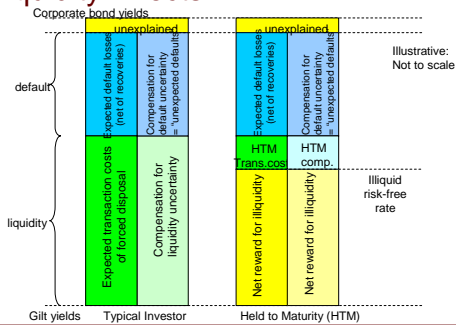 Corporate bond yields
unexplained
unexplained
Illustrative:
Not to scale
default
Expected default losses
(net of recoveries)
Compensation for
default uncertainty
= "unexpected defaults
Expected default losses
(net of recoveries)
Compensation for
default uncertainty
= "unexpected defaults
HTM
Trans.cost
HTM
comp.
liquidity
Expected transaction costs
of forced disposal
Compensation for
liquidity uncertainty
Net reward for illiquidity
Net reward for illiquidity
Illiquid
risk-free
rate
Gilt yields
Typical Investor
Held to Maturity (HTM)